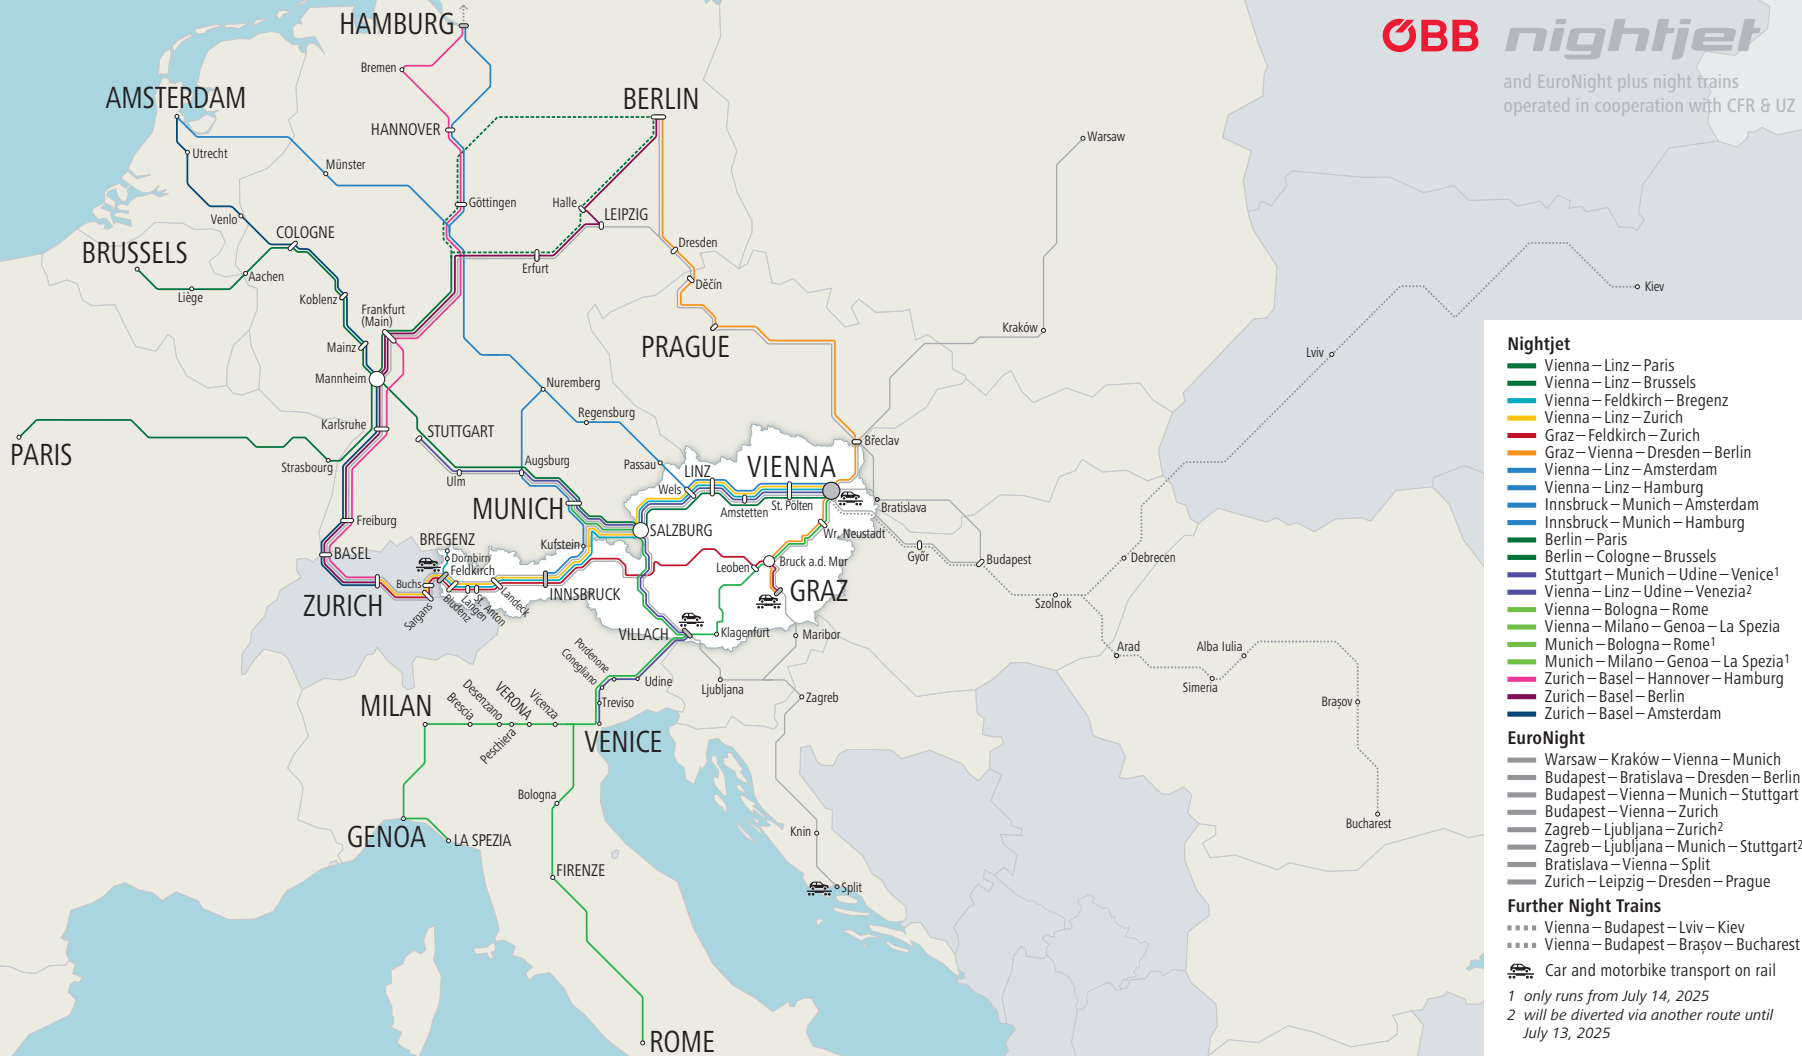 HAMBURG
ÖBB nightjet
and EuroNight plus night trains
operated in cooperation with CFR & UZ
Bremen
AMSTERDAM
BERLIN
HANNOVER
Warsaw
Utrecht
Münster
Göttingen
Halle
LEIPZIG
Venlo
COLOGNE
BRUSSELS
Dresden
Erfurt
Aachen
Děčín
Kiev
Liège
Koblenz
Frankfurt
(Main)
Kraków
Mainz
PRAGUE
Lviv
Mannheim
Nuremberg
Regensburg
Karlsruhe
STUTTGART
Břeclav
PARIS
Strasbourg
Augsburg
Passau
LINZ
VIENNA
Ulm
Wels
MUNICH
Amstetten
St. Pölten
Bratislava
Freiburg
SALZBURG
Wr. Neustadt
BREGENZ
Kufstein
BASEL
Dornbirn
Győr
Budapest
Debrecen
Feldkirch
Bruck a.d. Mur
Leoben
Buchs
ZURICH
INNSBRUCK
GRAZ
Sargans
Bludenz
Langen
St. Anton
Landeck
Szolnok
VILLACH
Klagenfurt
Maribor
Arad
Alba Iulia
Pordenone
Conegliano
Udine
Ljubljana
Simeria
Zagreb
Brașov
MILAN
Brescia
Desenzano
VERONA
Vicenza
Treviso
Peschiera
VENICE
Bologna
Bucharest
GENOA
LA SPEZIA
Knin
FIRENZE
Split
ROME
Nightjet
Vienna – Linz – Paris
Vienna – Linz – Brussels
Vienna – Feldkirch – Bregenz
Vienna – Linz – Zurich
Graz – Feldkirch – Zurich
Graz – Vienna – Dresden – Berlin
Vienna – Linz – Amsterdam
Vienna – Linz – Hamburg
Innsbruck – Munich – Amsterdam
Innsbruck – Munich – Hamburg
Berlin – Paris
Berlin – Cologne – Brussels
Stuttgart – Munich – Udine – Venice1
Vienna – Linz – Udine – Venezia2
Vienna – Bologna – Rome
Vienna – Milano – Genoa – La Spezia
Munich – Bologna – Rome1
Munich – Milano – Genoa – La Spezia1
Zurich – Basel – Hannover – Hamburg
Zurich – Basel – Berlin
Zurich – Basel – Amsterdam
EuroNight
Warsaw – Kraków – Vienna – Munich
Budapest – Bratislava – Dresden – Berlin
Budapest – Vienna – Munich – Stuttgart
Budapest – Vienna – Zurich
Zagreb – Ljubljana – Zurich2
Zagreb – Ljubljana – Munich – Stuttgart2
Bratislava – Vienna – Split
Zurich – Leipzig – Dresden – Prague
Further Night Trains
Vienna – Budapest – Lviv – Kiev
Vienna – Budapest – Brașov – Bucharest
Car and motorbike transport on rail
1 only runs from July 14, 2025
2 will be diverted via another route until
July 13, 2025